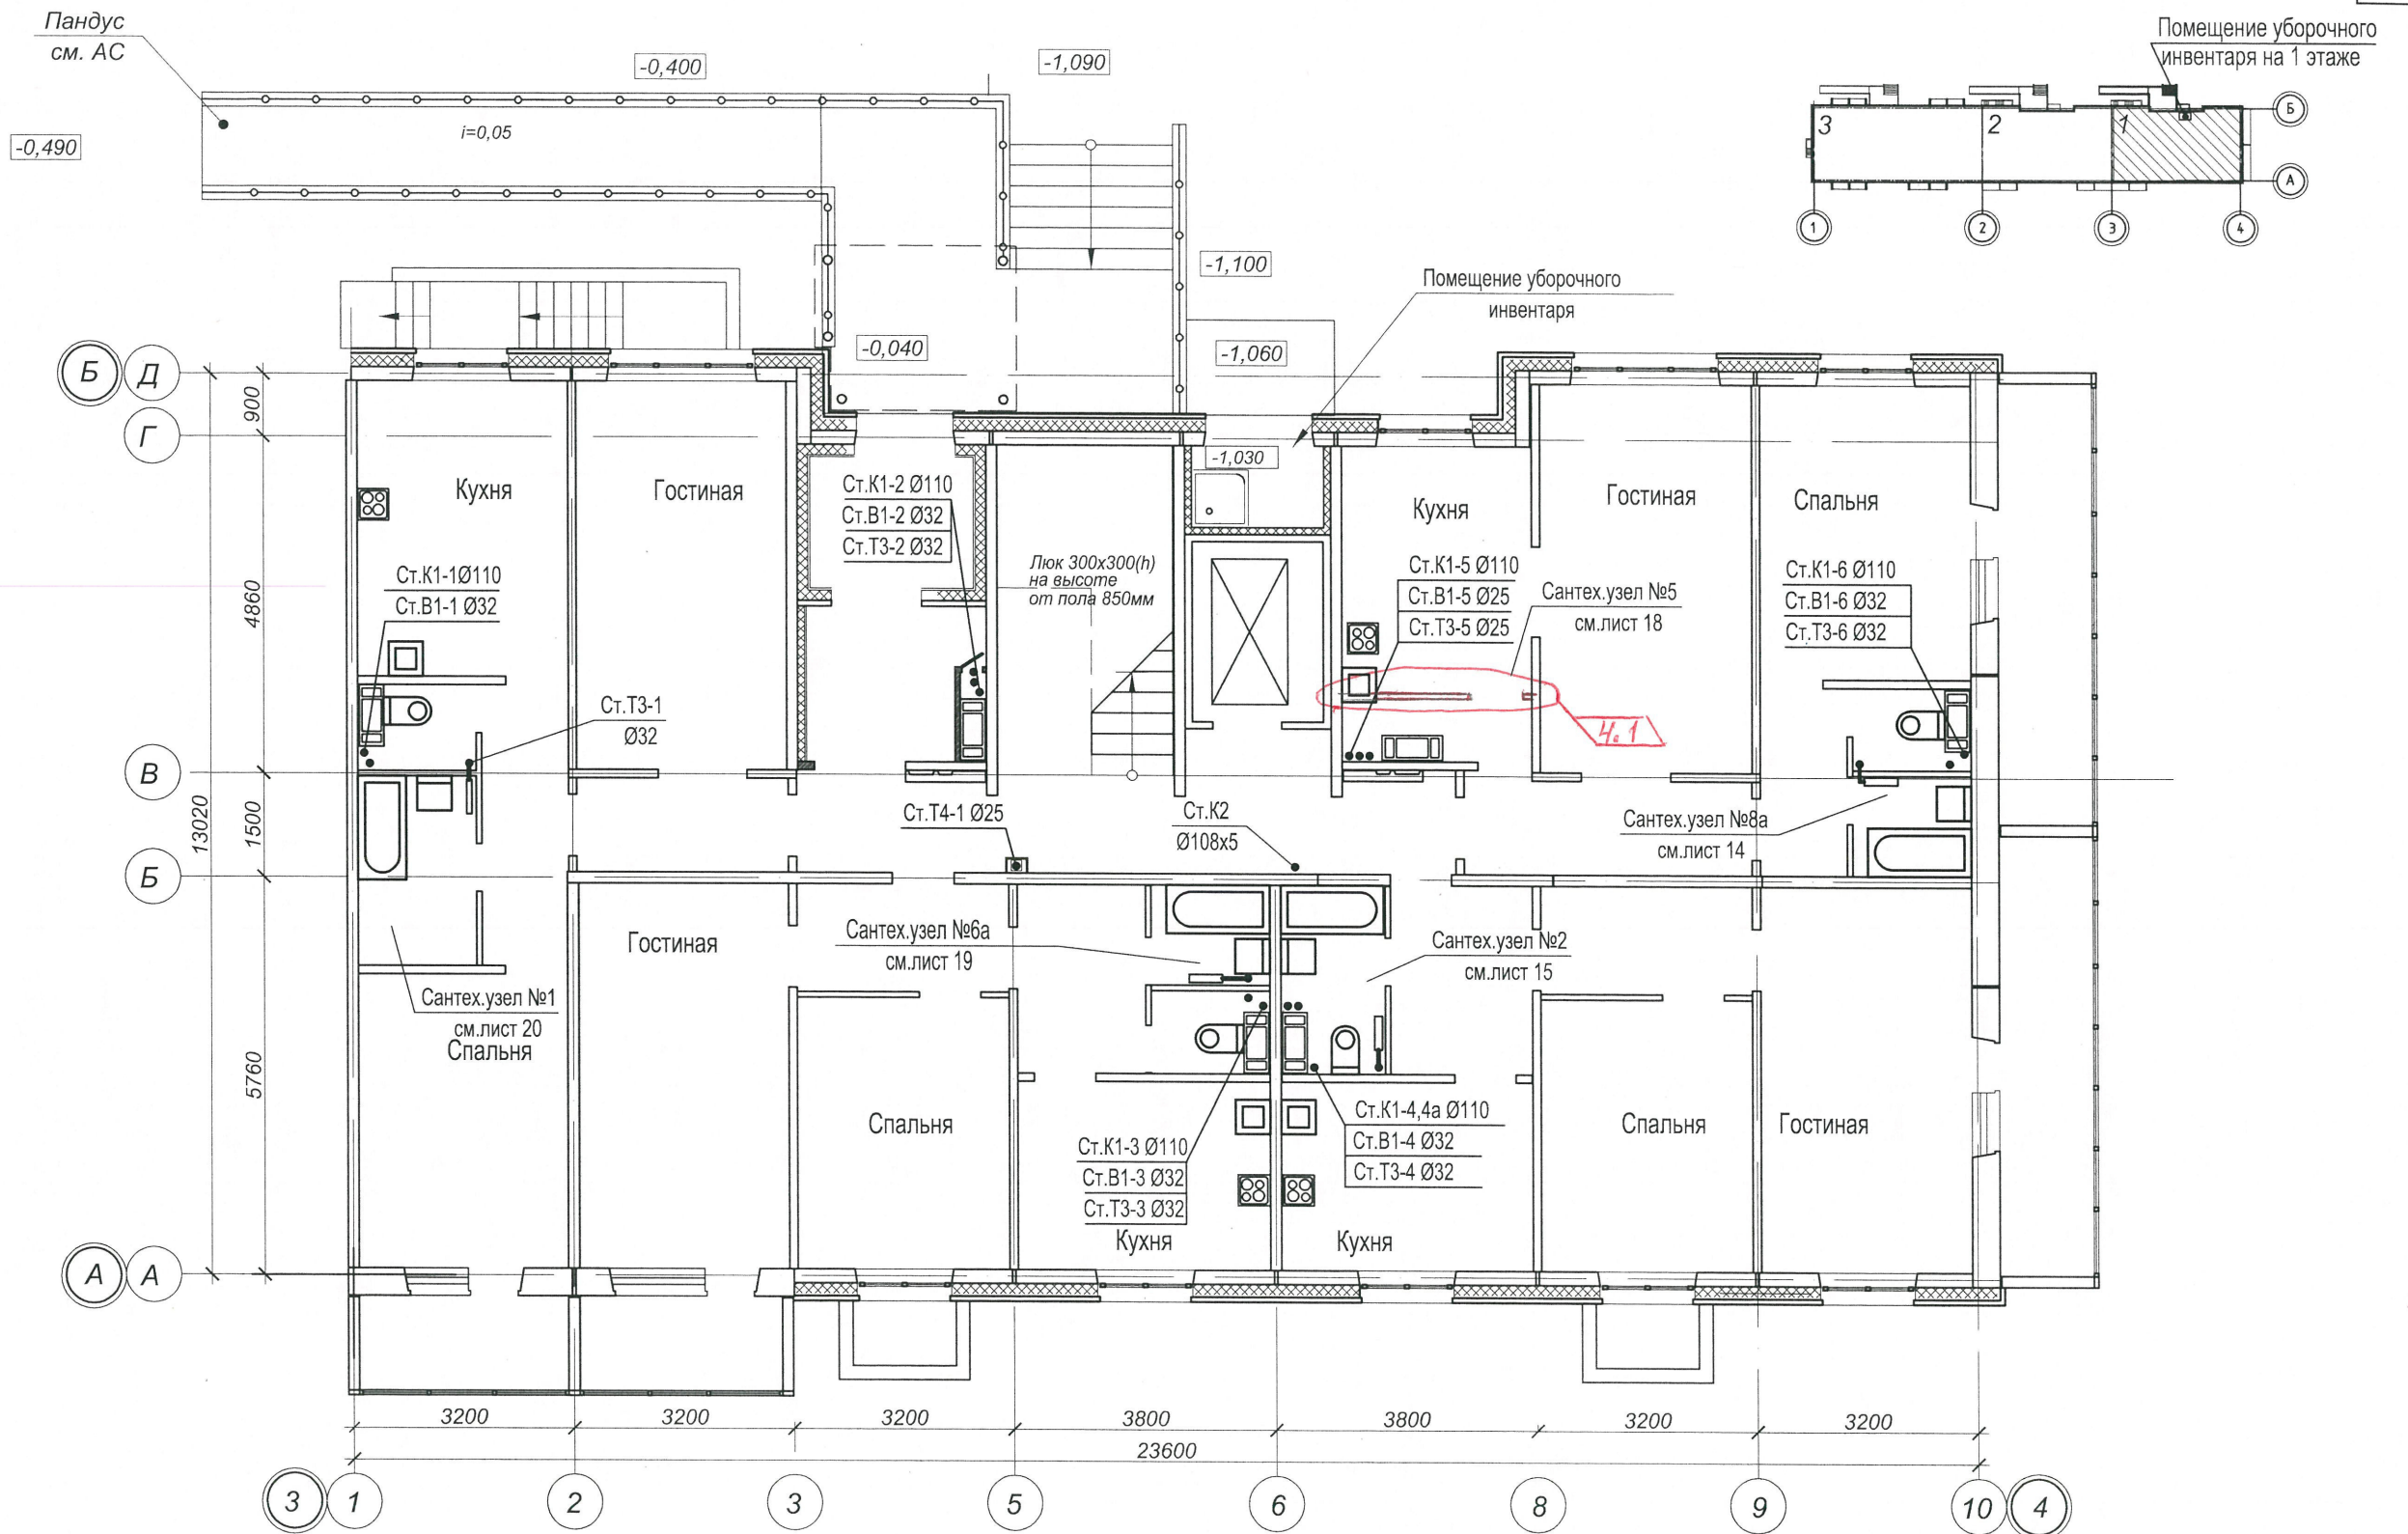 Пандус
см. АС
-0,400
-1,090
Помещение уборочного
инвентаря на 1 этаже
-0,490
i=0,05
3
2
1
Б
А
1
2
3
4
-1,100
Помещение уборочного
инвентаря
-0,040
-1,060
Б
Д
900
Г
-1,030
Кухня
Гостиная
Ст.К1-2 Ø110
Ст.В1-2 Ø32
Ст.Т3-2 Ø32
Кухня
Гостиная
Спальня
Люк 300x300(h)
на высоте
от пола 850мм
Ст.К1-1Ø110
Ст.В1-1 Ø32
4860
Ст.К1-5 Ø110
Ст.В1-5 Ø25
Ст.Т3-5 Ø25
Сантех.узел №5
см.лист 18
Ст.К1-6 Ø110
Ст.В1-6 Ø32
Ст.Т3-6 Ø32
Ст.Т3-1
Ø32
Ч.1
В
13020
1500
Ст.Т4-1 Ø25
Ст.К2
Ø108x5
Сантех.узел №8а
см.лист 14
Б
Гостиная
Сантех.узел №6а
см.лист 19
Сантех.узел №2
см.лист 15
Сантех.узел №1
см.лист 20
Спальня
5760
Спальня
Ст.К1-3 Ø110
Ст.В1-3 Ø32
Ст.Т3-3 Ø32
Ст.К1-4,4а Ø110
Ст.В1-4 Ø32
Ст.Т3-4 Ø32
Спальня
Гостиная
Кухня
Кухня
А
А
3200
3200
3200
3800
3800
3200
3200
23600
3
1
2
3
5
6
8
9
10
4